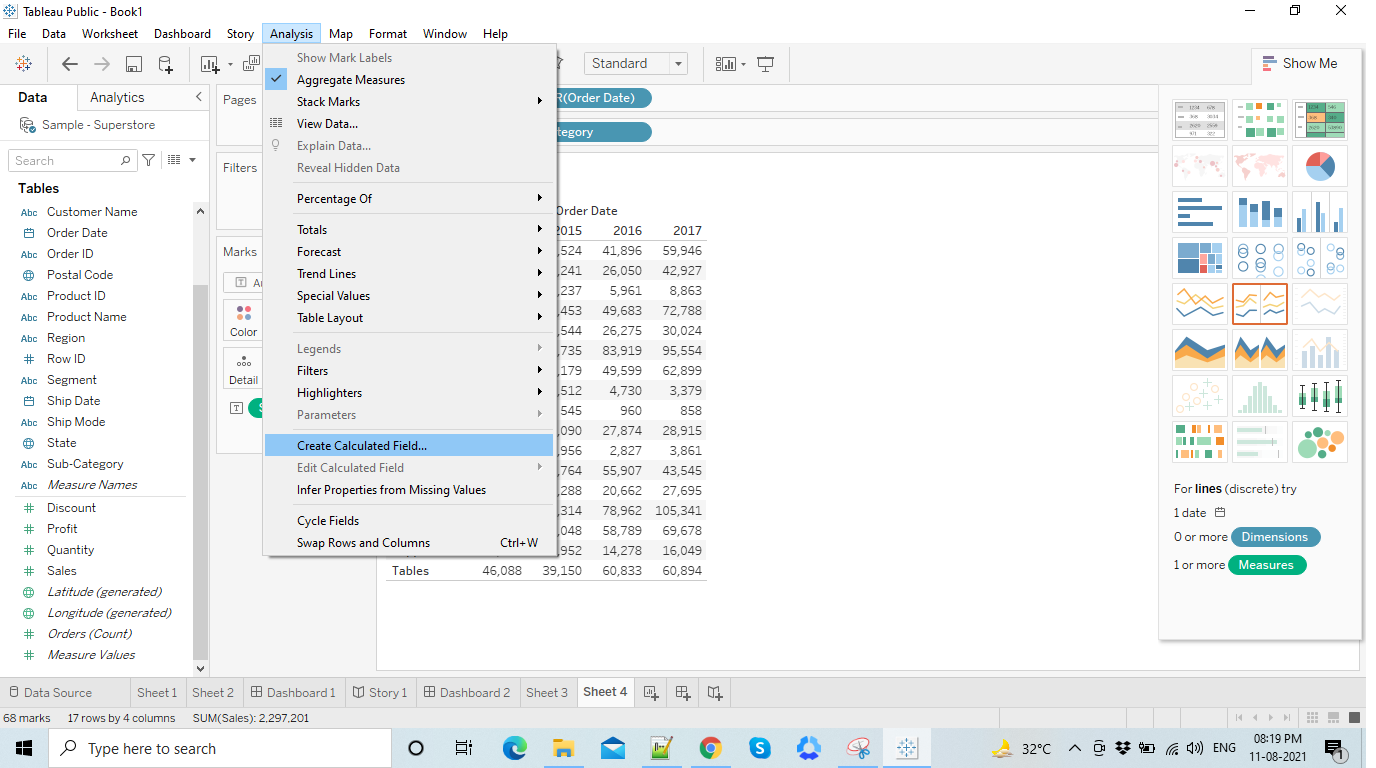 Tableau Public - Book1
File Data Worksheet Dashboard Story Analysis Map Format Window Help
Standard
Show Me
Data Analytics
Sample - Superstore
Search
Tables
Abc Customer Name
Order Date
Abc Order ID
Postal Code
Abc Product ID
Abc Product Name
Abc Region
Row ID
Abc Segment
Ship Date
Abc Ship Mode
State
Abc Sub-Category
Abc Measure Names
Discount
Profit
Quantity
Sales
Latitude (generated)
Longitude (generated)
Orders (Count)
Measure Values
Pages
Filters
Marks
Color
Detail
Show Mark Labels
Aggregate Measures
Stack Marks
View Data...
Explain Data...
Reveal Hidden Data
Percentage Of
Totals
Forecast
Trend Lines
Special Values
Table Layout
Legends
Filters
Highlighters
Parameters
Create Calculated Field...
Edit Calculated Field
Infer Properties from Missing Values
Cycle Fields
Swap Rows and Columns Ctrl+W
R(Order Date)
tegory
Order Date
2015 2016 2017
,524 41,896 59,946
,241 26,050 42,927
,237 5,961 8,863
,453 49,683 72,788
,544 26,275 30,024
,735 83,919 95,554
,179 49,599 62,899
,512 4,730 3,379
545 960 858
,090 27,874 28,915
,956 2,827 3,861
,764 55,907 43,545
,288 20,662 27,695
,314 78,962 105,341
,048 58,789 69,678
,952 14,278 16,049
Tables 46,088 39,150 60,833 60,894
For lines (discrete) try
1 date
0 or more Dimensions
1 or more Measures
Data Source Sheet 1 Sheet 2 Dashboard 1 Story 1 Dashboard 2 Sheet 3 Sheet 4
68 marks 17 rows by 4 columns SUM(Sales): 2,297,201
Type here to search
32°C
ENG
08:19 PM
11-08-2021
1